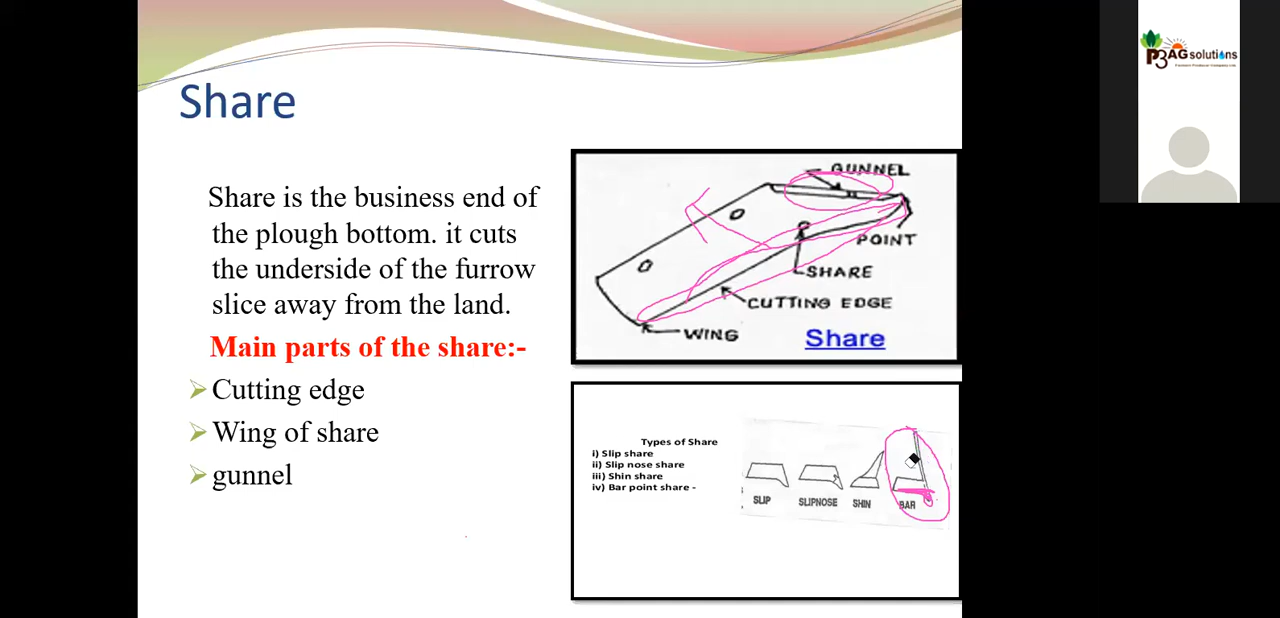 Share
Share is the business end of
the plough bottom. it cuts
the underside of the furrow
slice away from the land.
Main parts of the share:-
Cutting edge
Wing of share
gunnel
GUNNEL
POINT
SHARE
CUTTING EDGE
WING
Share
Types of Share
i) Slip share
ii) Slip nose share
iii) Shin share
iv) Bar point share -
SLIP
SLIPNOSE
SHIN
BAR
P3AGsolutions